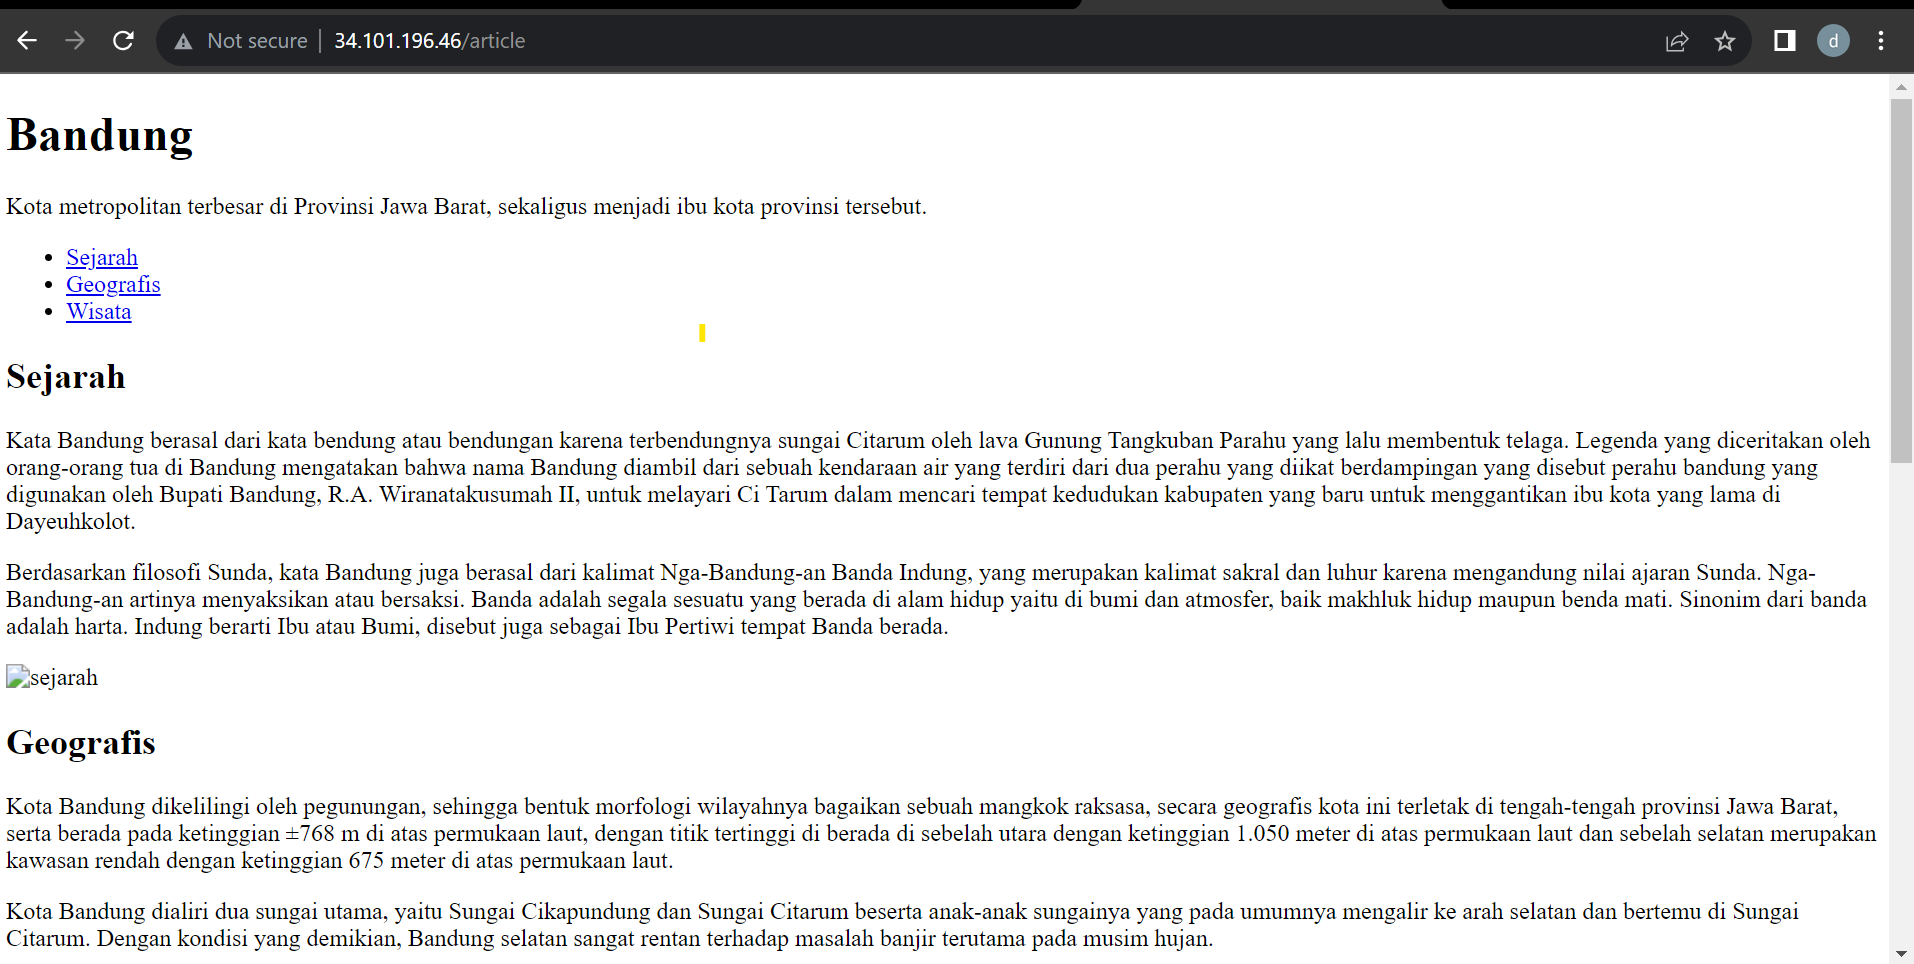 Not secure | 34.101.196.46/article
d
Bandung
Kota metropolitan terbesar di Provinsi Jawa Barat, sekaligus menjadi ibu kota provinsi tersebut.
• Sejarah
• Geografis
• Wisata
Sejarah
Kata Bandung berasal dari kata bendung atau bendungan karena terbendungnya sungai Citarum oleh lava Gunung Tangkuban Parahu yang lalu membentuk telaga. Legenda yang diceritakan oleh
orang-orang tua di Bandung mengatakan bahwa nama Bandung diambil dari sebuah kendaraan air yang terdiri dari dua perahu yang diikat berdampingan yang disebut perahu bandung yang
digunakan oleh Bupati Bandung, R.A. Wiranatakusumah II, untuk melayari Ci Tarum dalam mencari tempat kedudukan kabupaten yang baru untuk menggantikan ibu kota yang lama di
Dayeuhkolot.
Berdasarkan filosofi Sunda, kata Bandung juga berasal dari kalimat Nga-Bandung-an Banda Indung, yang merupakan kalimat sakral dan luhur karena mengandung nilai ajaran Sunda. Nga-
Bandung-an artinya menyaksikan atau bersaksi. Banda adalah segala sesuatu yang berada di alam hidup yaitu di bumi dan atmosfer, baik makhluk hidup maupun benda mati. Sinonim dari banda
adalah harta. Indung berarti Ibu atau Bumi, disebut juga sebagai Ibu Pertiwi tempat Banda berada.
sejarah
Geografis
Kota Bandung dikelilingi oleh pegunungan, sehingga bentuk morfologi wilayahnya bagaikan sebuah mangkok raksasa, secara geografis kota ini terletak di tengah-tengah provinsi Jawa Barat,
serta berada pada ketinggian ±768 m di atas permukaan laut, dengan titik tertinggi di berada di sebelah utara dengan ketinggian 1.050 meter di atas permukaan laut dan sebelah selatan merupakan
kawasan rendah dengan ketinggian 675 meter di atas permukaan laut.
Kota Bandung dialiri dua sungai utama, yaitu Sungai Cikapundung dan Sungai Citarum beserta anak-anak sungainya yang pada umumnya mengalir ke arah selatan dan bertemu di Sungai
Citarum. Dengan kondisi yang demikian, Bandung selatan sangat rentan terhadap masalah banjir terutama pada musim hujan.